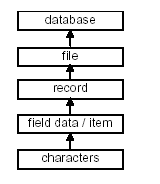 database
file
record
field data / item
characters